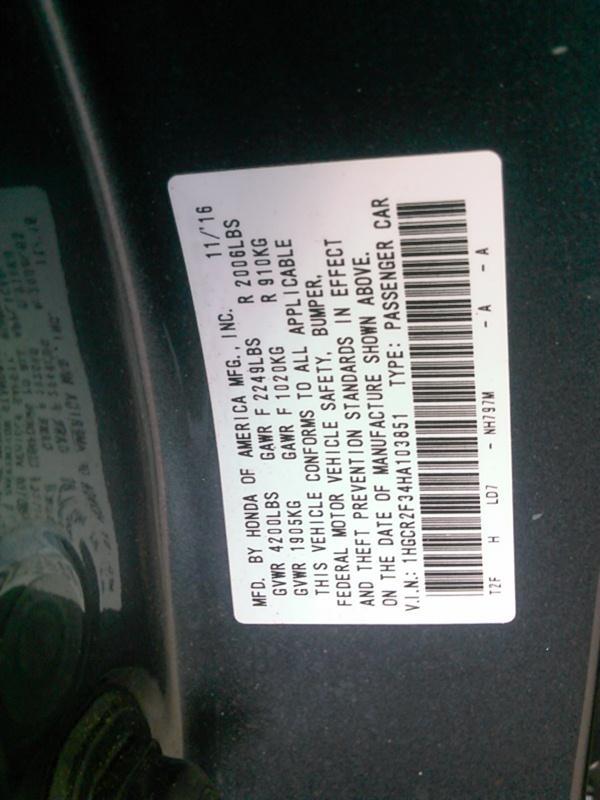 MFD. BY HONDA OF AMERICA MFG., INC. 11/'16
GVWR 4200LBS GAWR F 2249LBS R 2006LBS
GVWR 1905KG GAWR F 1020KG R 910KG
THIS VEHICLE CONFORMS TO ALL APPLICABLE
FEDERAL MOTOR VEHICLE SAFETY, BUMPER,
AND THEFT PREVENTION STANDARDS IN EFFECT
ON THE DATE OF MANUFACTURE SHOWN ABOVE.
V.I.N.: 1HGCR2F34HA103851 TYPE: PASSENGER CAR
T2F H LD7 - NH797M - A - A